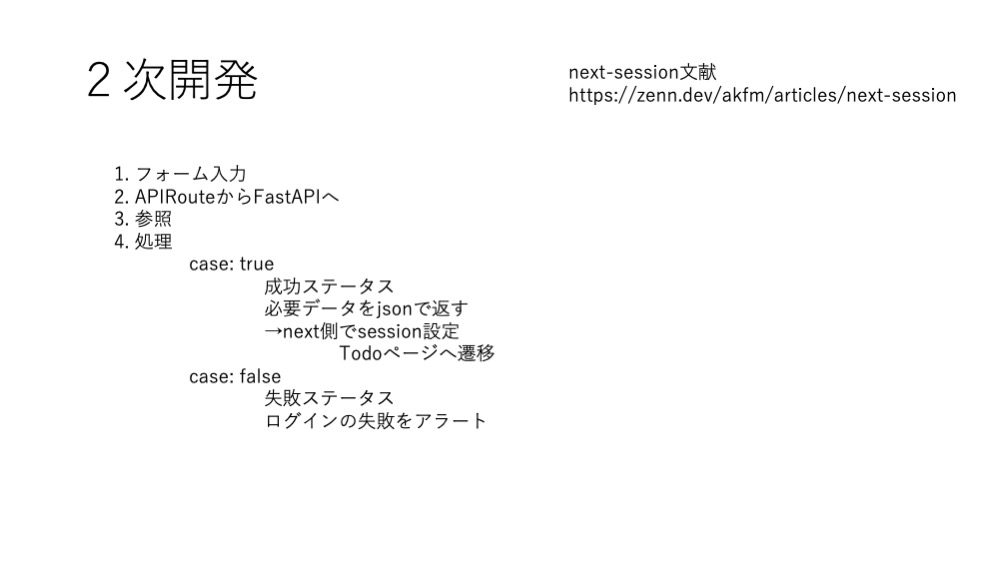 ２次開発
next-session文献
https://zenn.dev/akfm/articles/next-session
1. フォーム入力
2. APIRouteからFastAPIへ
3. 参照
4. 処理
case: true
成功ステータス
必要データをjsonで返す
→next側でsession設定
Todoページへ遷移
case: false
失敗ステータス
ログインの失敗をアラート